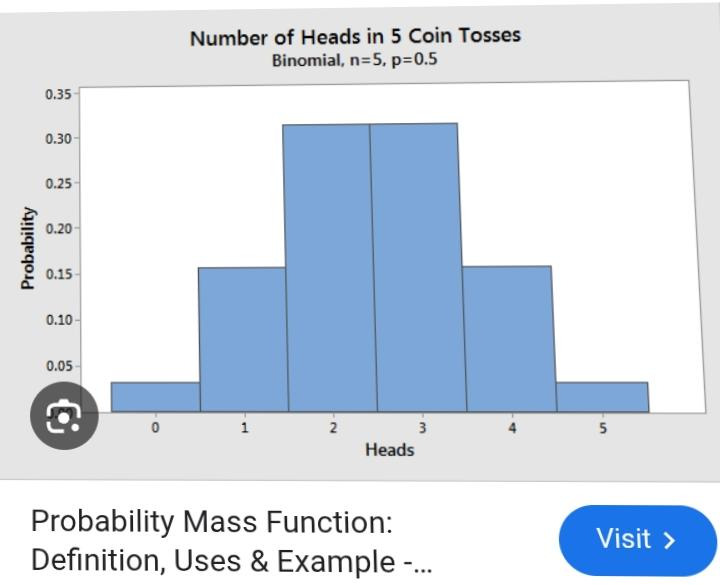 Number of Heads in 5 Coin Tosses
Binomial, n=5, p=0.5
0.35
0.30
0.25
0.20
0.15
0.10
0.05
Probability
0 1 2 3 4 5
Heads
Probability Mass Function:
Definition, Uses & Example -...
Visit >